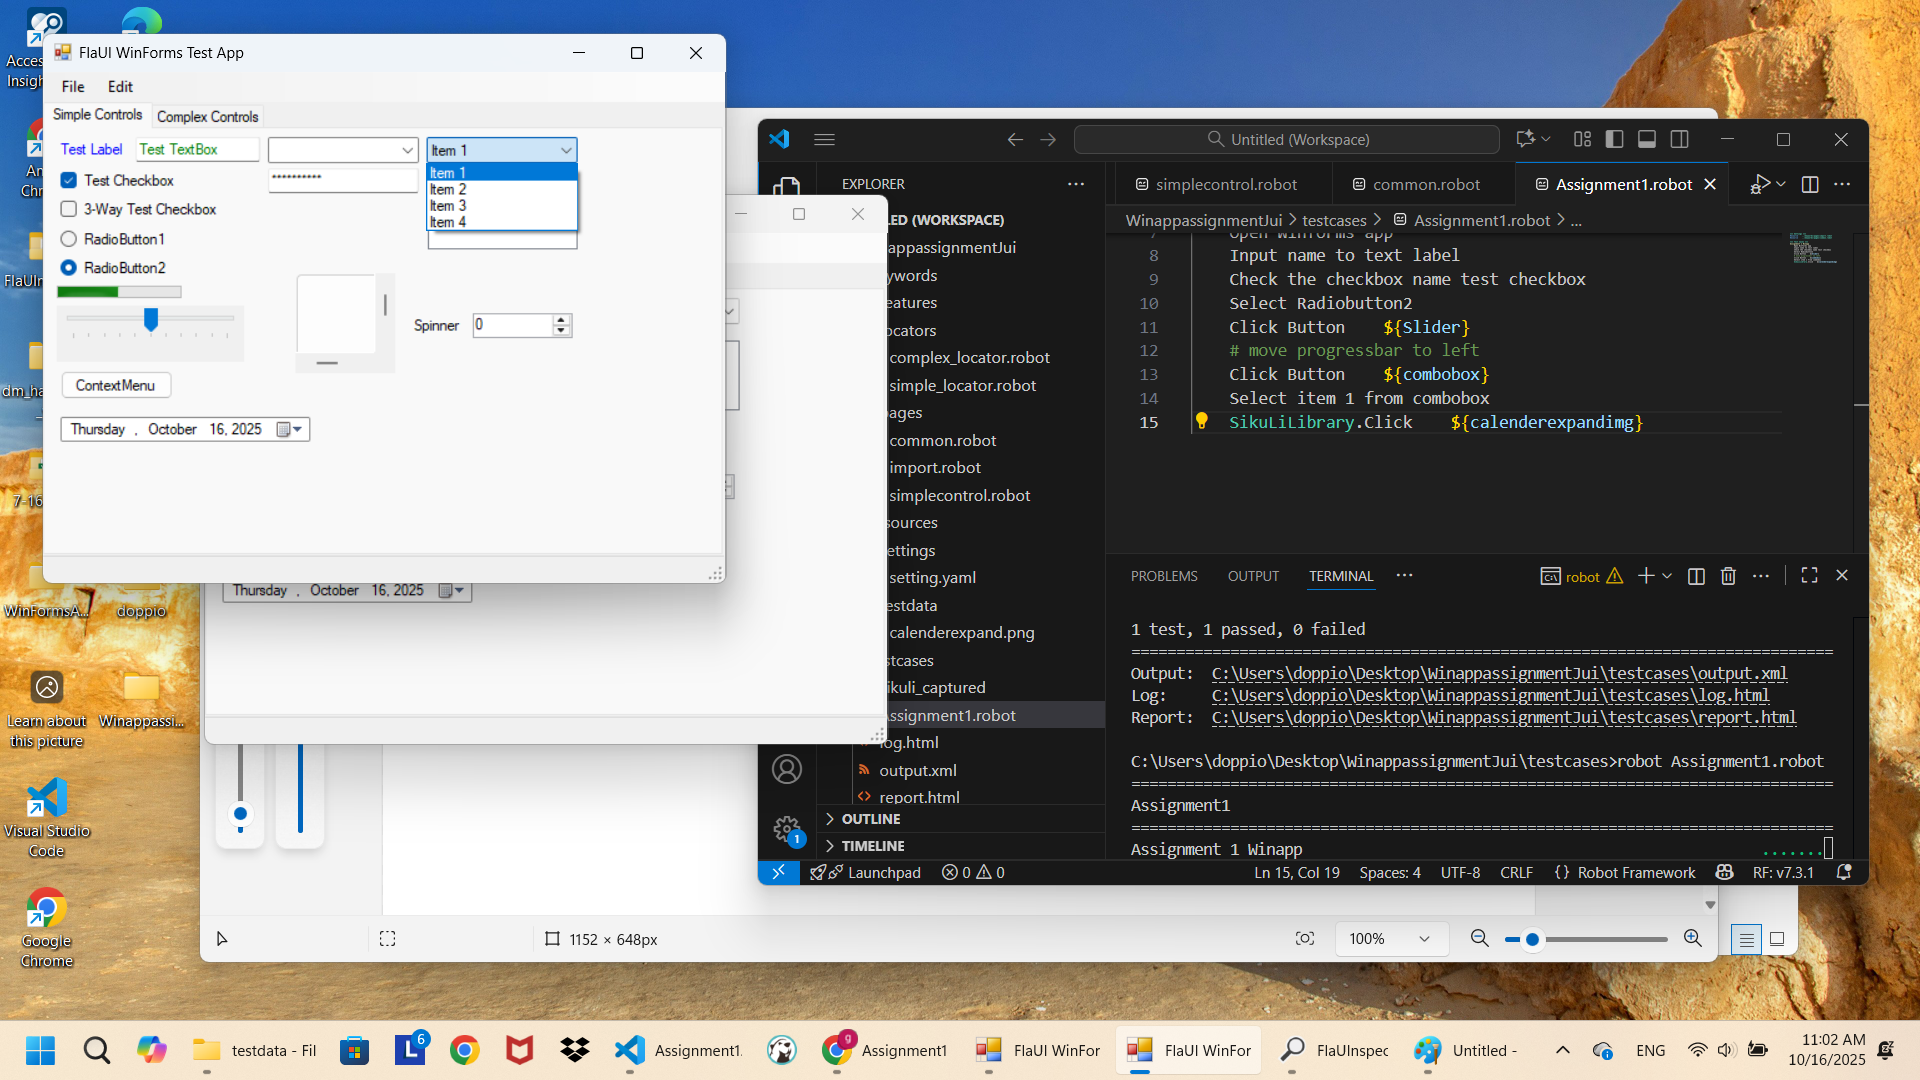 Acces
Insigh
An
Chr
FlaUIn
dm_ha
7-16
WinFormsA...
doppio
Learn about
this picture
Winappassi...
Visual Studio
Code
Google
Chrome
FlaUI WinForms Test App
File Edit
Simple Controls Complex Controls
Test Label Test TextBox Item 1
Test Checkbox ••••••••••
Item 1
Item 2
Item 3
Item 4
3-Way Test Checkbox
RadioButton1
RadioButton2
Spinner 0
ContextMenu
Thursday , October 16, 2025
Thursday , October 16, 2025
1152 × 648px
100%
Untitled (Workspace)
EXPLORER
LED (WORKSPACE)
appassignmentJui
ywords
eatures
ocators
complex_locator.robot
simple_locator.robot
pages
common.robot
import.robot
simplecontrol.robot
sources
ettings
setting.yaml
estdata
calenderexpand.png
stcases
ikuli_captured
Assignment1.robot
log.html
output.xml
report.html
OUTLINE
TIMELINE
simplecontrol.robot common.robot Assignment1.robot
WinappassignmentJui > testcases > Assignment1.robot > ...
7 Open WinForms app
8 Input name to text label
9 Check the checkbox name test checkbox
10 Select Radiobutton2
11 Click Button ${Slider}
12 # move progressbar to left
13 Click Button ${combobox}
14 Select item 1 from combobox
15 SikuLiLibrary.Click ${calenderexpandimg}
PROBLEMS OUTPUT TERMINAL ... robot
1 test, 1 passed, 0 failed
==============================================================================
Output: C:\Users\doppio\Desktop\WinappassignmentJui\testcases\output.xml
Log: C:\Users\doppio\Desktop\WinappassignmentJui\testcases\log.html
Report: C:\Users\doppio\Desktop\WinappassignmentJui\testcases\report.html
C:\Users\doppio\Desktop\WinappassignmentJui\testcases>robot Assignment1.robot
==============================================================================
Assignment1
==============================================================================
Assignment 1 Winapp .......
1
Launchpad 0 0 Ln 15, Col 19 Spaces: 4 UTF-8 CRLF {} Robot Framework RF: v7.3.1
testdata - Fil 6 Assignment1. g Assignment1 FlaUI WinFor FlaUI WinFor FlaUInspec Untitled - ENG
11:02 AM
10/16/2025